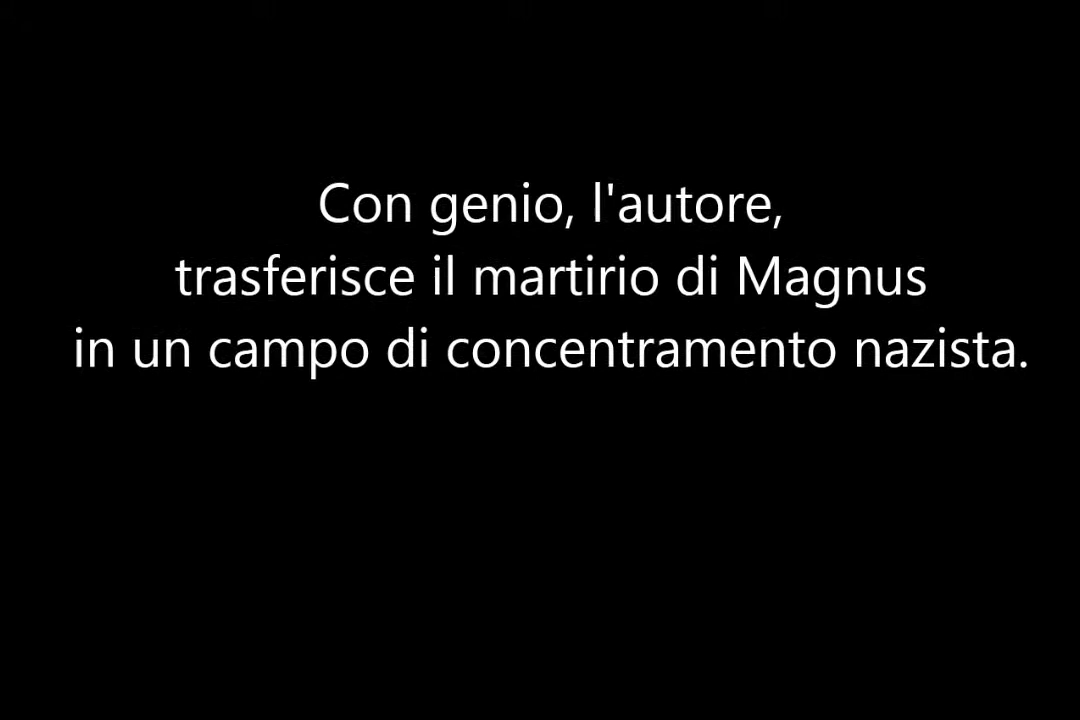 Con genio, l'autore,
trasferisce il martirio di Magnus
in un campo di concentramento nazista.